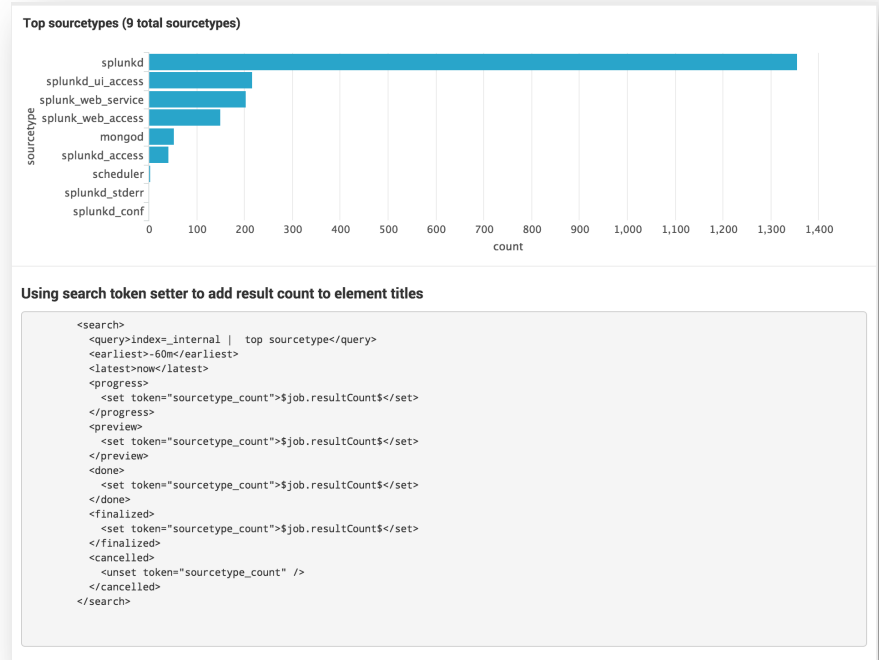 Top sourcetypes (9 total sourcetypes)
sourcetype
splunkd
splunkd_ui_access
splunk_web_service
splunk_web_access
mongod
splunkd_access
scheduler
splunkd_stderr
splunkd_conf
0 100 200 300 400 500 600 700 800 900 1,000 1,100 1,200 1,300 1,400
count
Using search token setter to add result count to element titles
<search>
<query>index=_internal |  top sourcetype</query>
<earliest>-60m</earliest>
<latest>now</latest>
<progress>
<set token="sourcetype_count">$job.resultCount$</set>
</progress>
<preview>
<set token="sourcetype_count">$job.resultCount$</set>
</preview>
<done>
<set token="sourcetype_count">$job.resultCount$</set>
</done>
<finalized>
<set token="sourcetype_count">$job.resultCount$</set>
</finalized>
<cancelled>
<unset token="sourcetype_count" />
</cancelled>
</search>